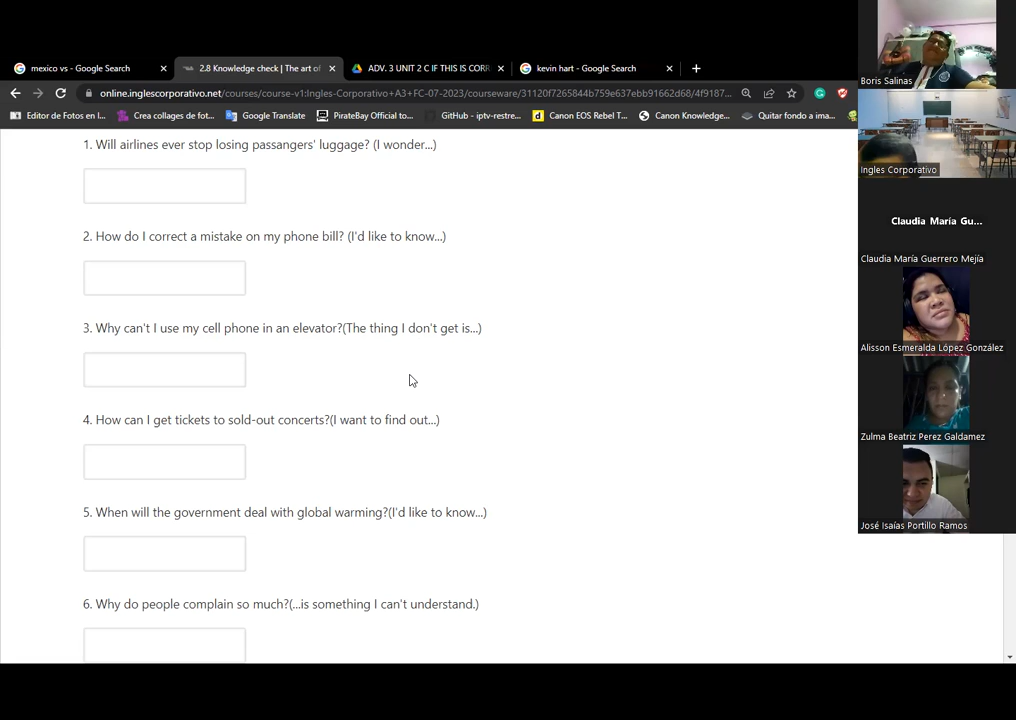 mexico vs - Google Search
2.8 Knowledge check | The art of
ADV. 3 UNIT 2 C IF THIS IS CORR
kevin hart - Google Search
online.inglescorporativo.net/courses/course-v1:Ingles-Corporativo+A3+FC-07-2023/courseware/31120f7265844b759e637ebb91662d68/4f9187...
Editor de Fotos en l...
Crea collages de fot...
Google Translate
PirateBay Official to...
GitHub - iptv-restre...
Canon EOS Rebel T...
Canon Knowledge...
Quitar fondo a ima...
1. Will airlines ever stop losing passangers' luggage? (I wonder...)
2. How do I correct a mistake on my phone bill? (I'd like to know...)
3. Why can't I use my cell phone in an elevator?(The thing I don't get is...)
4. How can I get tickets to sold-out concerts?(I want to find out...)
5. When will the government deal with global warming?(I'd like to know...)
6. Why do people complain so much?(...is something I can't understand.)
Boris Salinas
Ingles Corporativo
Claudia María Gu...
Claudia María Guerrero Mejía
Alisson Esmeralda López González
Zulma Beatriz Perez Galdamez
José Isaías Portillo Ramos